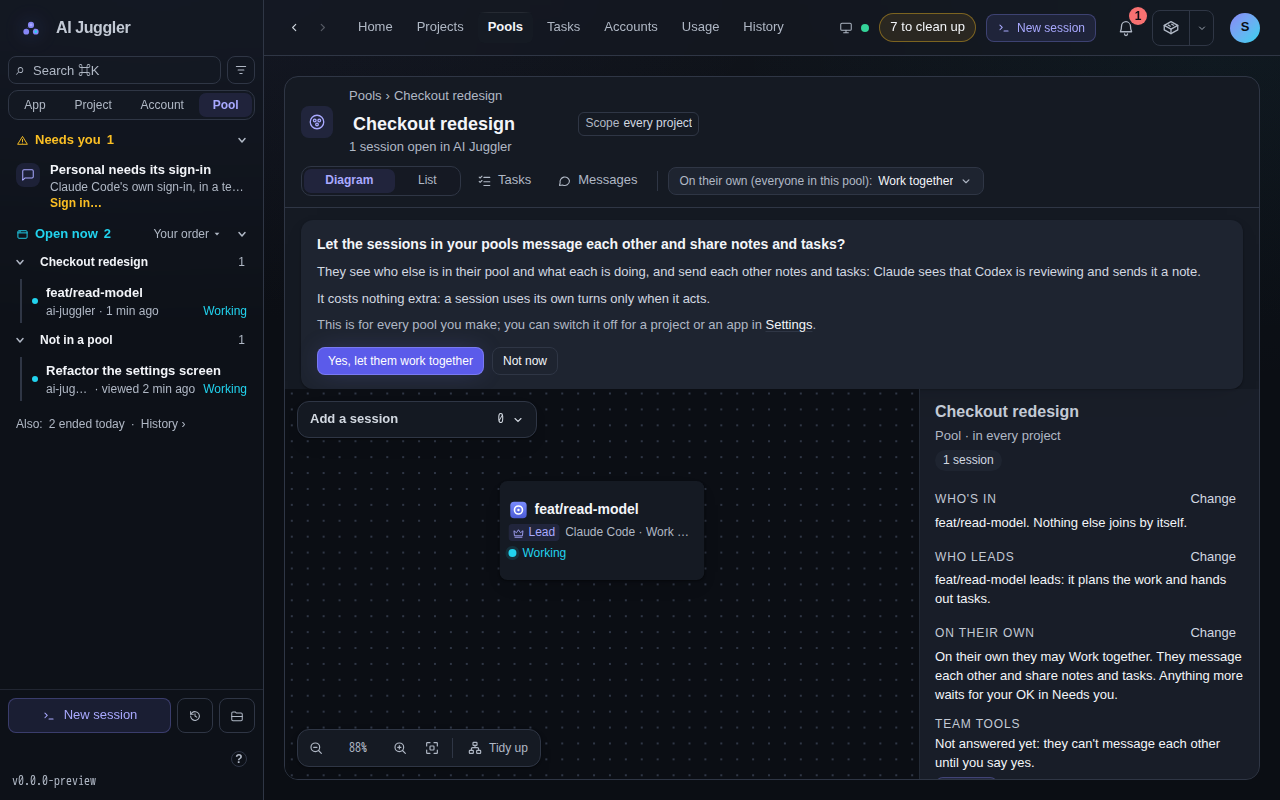 AI Juggler
Search ⌘K
App Project Account Pool
Needs you 1
Personal needs its sign-in
Claude Code's own sign-in, in a te…
Sign in…
Open now 2 Your order
Checkout redesign 1
feat/read-model
ai-juggler · 1 min ago Working
Not in a pool 1
Refactor the settings screen
ai-jug… · viewed 2 min ago Working
Also: 2 ended today · History ›
New session
?
v0.0.0-preview
Home Projects Pools Tasks Accounts Usage History
7 to clean up
New session
1
S
Pools › Checkout redesign
Checkout redesign
Scope every project
1 session open in AI Juggler
Diagram List Tasks Messages
On their own (everyone in this pool): Work together
Let the sessions in your pools message each other and share notes and tasks?
They see who else is in their pool and what each is doing, and send each other notes and tasks: Claude sees that Codex is reviewing and sends it a note.
It costs nothing extra: a session uses its own turns only when it acts.
This is for every pool you make; you can switch it off for a project or an app in Settings.
Yes, let them work together Not now
Add a session 0
feat/read-model
Lead Claude Code · Work …
Working
88%
Tidy up
Checkout redesign
Pool · in every project
1 session
WHO'S IN Change
feat/read-model. Nothing else joins by itself.
WHO LEADS Change
feat/read-model leads: it plans the work and hands
out tasks.
ON THEIR OWN Change
On their own they may Work together. They message
each other and share notes and tasks. Anything more
waits for your OK in Needs you.
TEAM TOOLS
Not answered yet: they can't message each other
until you say yes.